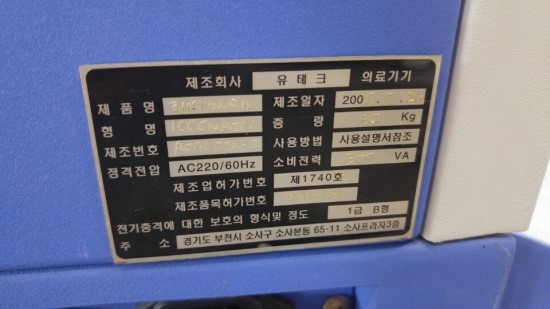 제조회사 유테크 의료기기
제품명 제조일자 200
형명 중량 Kg
제조번호 사용방법 사용설명서참조
정격전압 AC220/60Hz 소비전력 VA
제조업허가번호 제1740호
제조품목허가번호
전기충격에 대한 보호의 형식및 정도 1급 B형
주소 경기도 부천시 소사구 소사본동 65-11 소사프라자3층